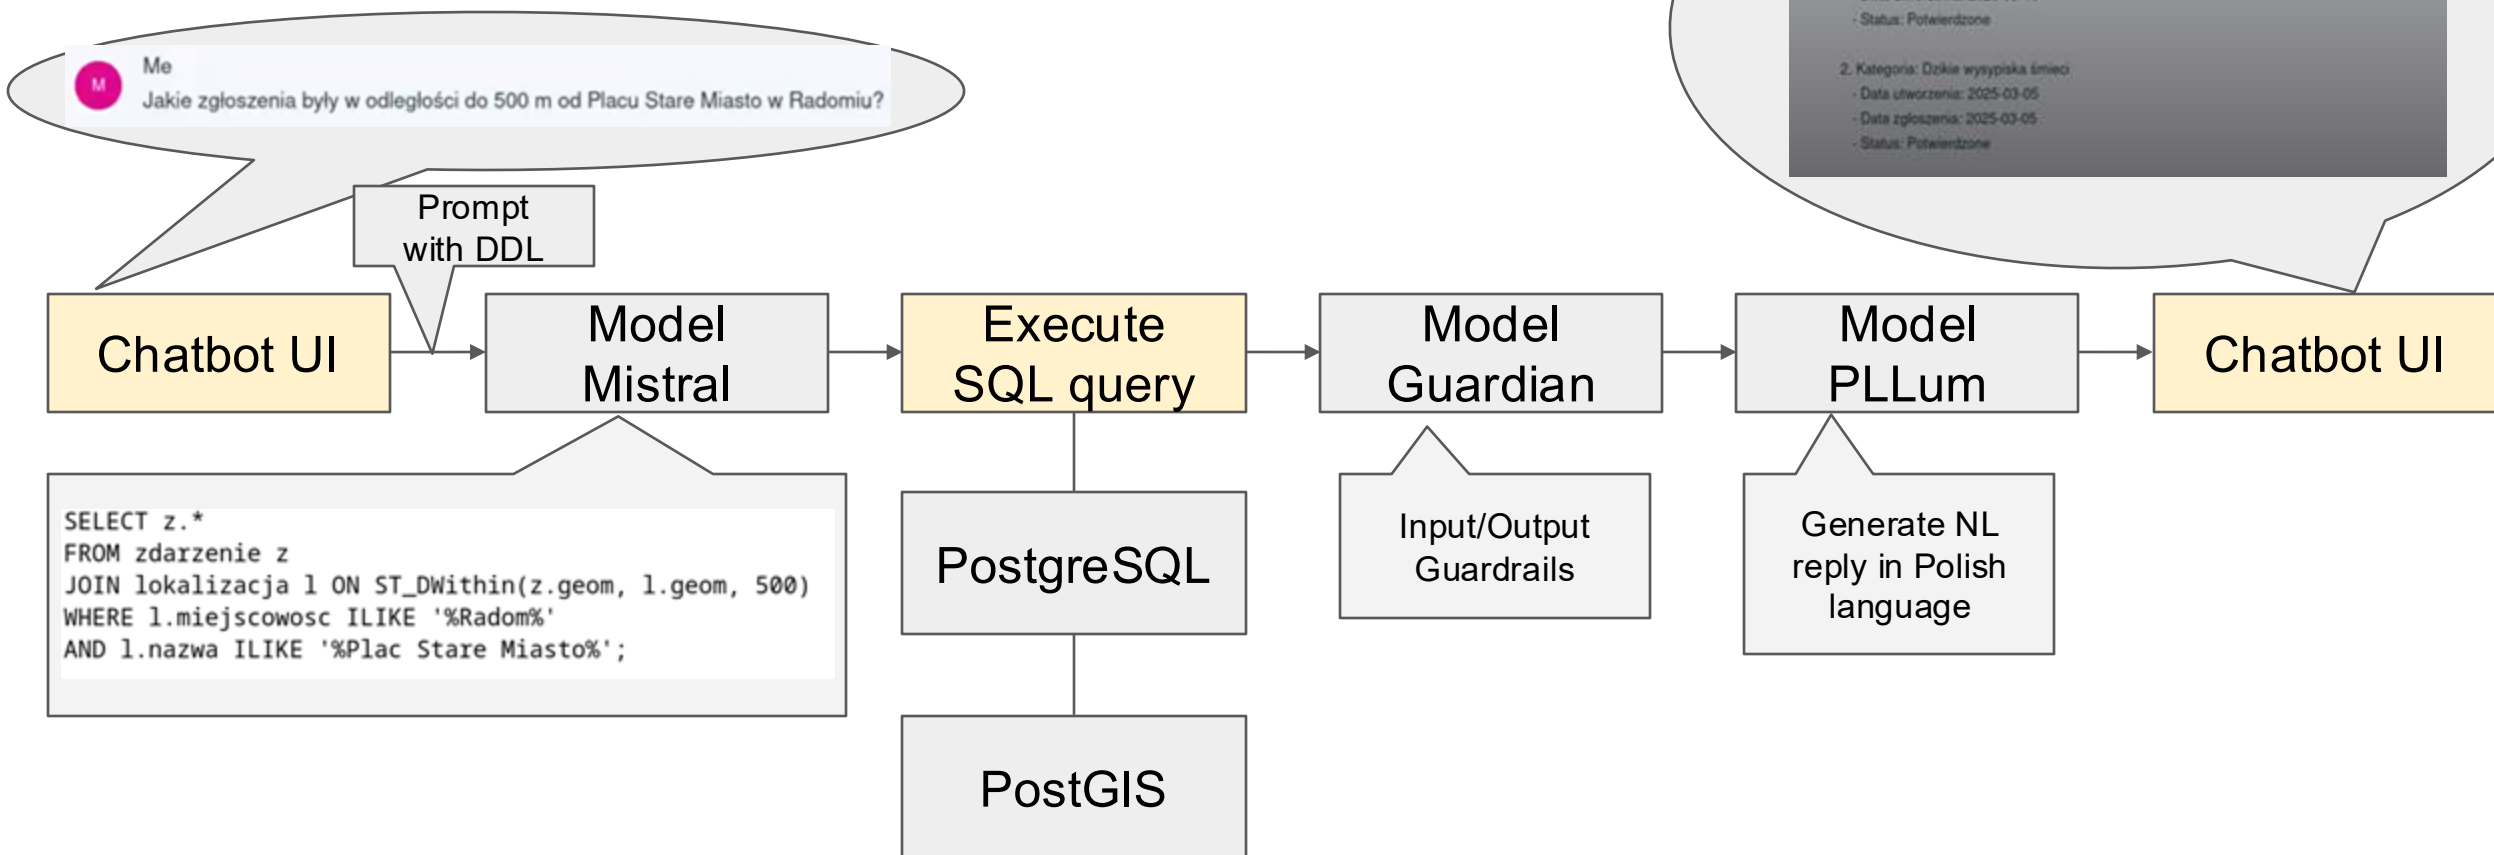 M
Me
Jakie zgłoszenia były w odległości do 500 m od Placu Stare Miasto w Radomiu?
- Status: Potwierdzone
2. Kategoria: Dzikie wysypiska śmieci
- Data utworzenia: 2025-03-05
- Data zgłoszenia: 2025-03-05
- Status: Potwierdzone
Prompt
with DDL
Chatbot UI
Model
Mistral
Execute
SQL query
Model
Guardian
Model
PLLum
Chatbot UI
SELECT z.*
FROM zdarzenie z
JOIN lokalizacja l ON ST_DWithin(z.geom, l.geom, 500)
WHERE l.miejscowosc ILIKE '%Radom%'
AND l.nazwa ILIKE '%Plac Stare Miasto%';
PostgreSQL
PostGIS
Input/Output
Guardrails
Generate NL
reply in Polish
language